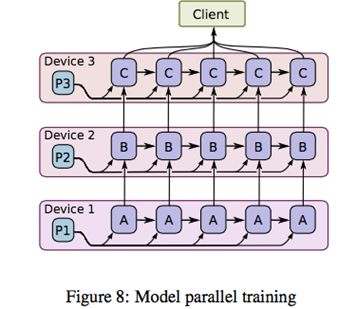 Client
Device 3
P3 C C C C C
Device 2
P2 B B B B B
Device 1
P1 A A A A A
Figure 8: Model parallel training